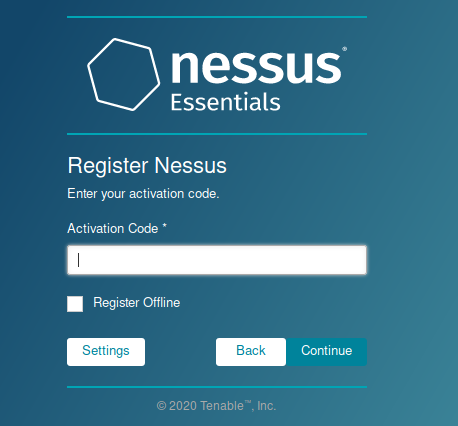 nessus®
Essentials
Register Nessus
Enter your activation code.
Activation Code *
Register Offline
Settings Back Continue
© 2020 Tenable™, Inc.